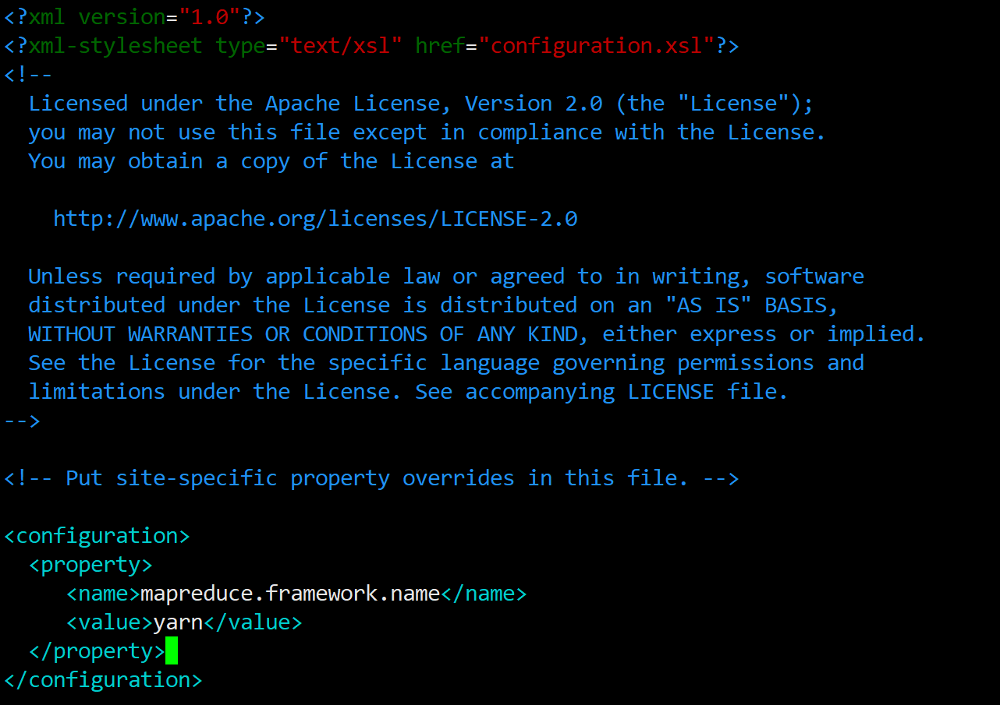 <?xml version="1.0"?>
<?xml-stylesheet type="text/xsl" href="configuration.xsl"?>
<!--
  Licensed under the Apache License, Version 2.0 (the "License");
  you may not use this file except in compliance with the License.
  You may obtain a copy of the License at

    http://www.apache.org/licenses/LICENSE-2.0

  Unless required by applicable law or agreed to in writing, software
  distributed under the License is distributed on an "AS IS" BASIS,
  WITHOUT WARRANTIES OR CONDITIONS OF ANY KIND, either express or implied.
  See the License for the specific language governing permissions and
  limitations under the License. See accompanying LICENSE file.
-->

<!-- Put site-specific property overrides in this file. -->

<configuration>
  <property>
     <name>mapreduce.framework.name</name>
     <value>yarn</value>
  </property>
</configuration>